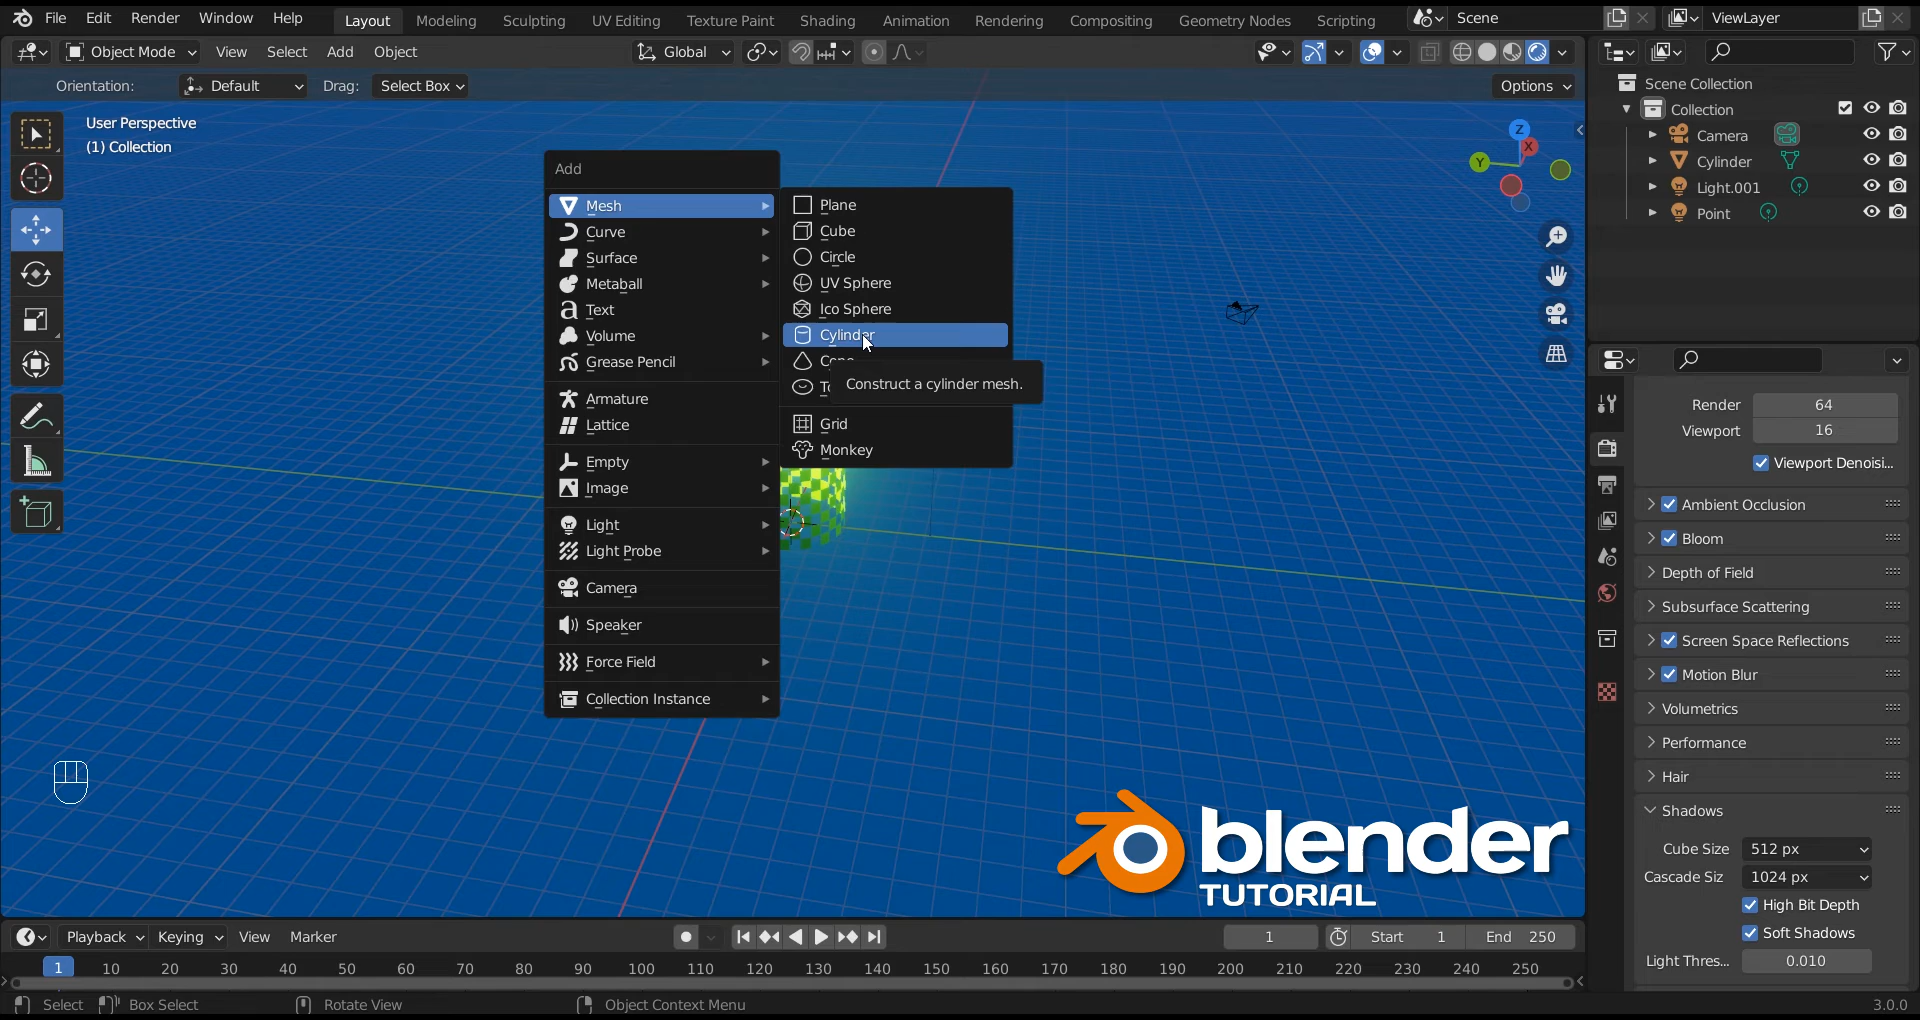 File Edit Render Window Help Layout Modeling Sculpting UV Editing Texture Paint Shading Animation Rendering Compositing Geometry Nodes Scripting Scene ViewLayer
Object Mode View Select Add Object Global
Orientation: Default Drag: Select Box Options
User Perspective
(1) Collection
Add
Mesh
Curve
Surface
Metaball
Text
Volume
Grease Pencil
Armature
Lattice
Empty
Image
Light
Light Probe
Camera
Speaker
Force Field
Collection Instance
Plane
Cube
Circle
UV Sphere
Ico Sphere
Cylinder
Construct a cylinder mesh.
Grid
Monkey
Z
X
Y
Scene Collection
Collection
Camera
Cylinder
Light.001
Point
Render 64
Viewport 16
Viewport Denoisi...
Ambient Occlusion
Bloom
Depth of Field
Subsurface Scattering
Screen Space Reflections
Motion Blur
Volumetrics
Performance
Hair
Shadows
Cube Size 512 px
Cascade Siz 1024 px
High Bit Depth
Soft Shadows
Light Thres... 0.010
blender
TUTORIAL
Playback Keying View Marker 1 Start 1 End 250
1 10 20 30 40 50 60 70 80 90 100 110 120 130 140 150 160 170 180 190 200 210 220 230 240 250
Select Box Select Rotate View Object Context Menu 3.0.0